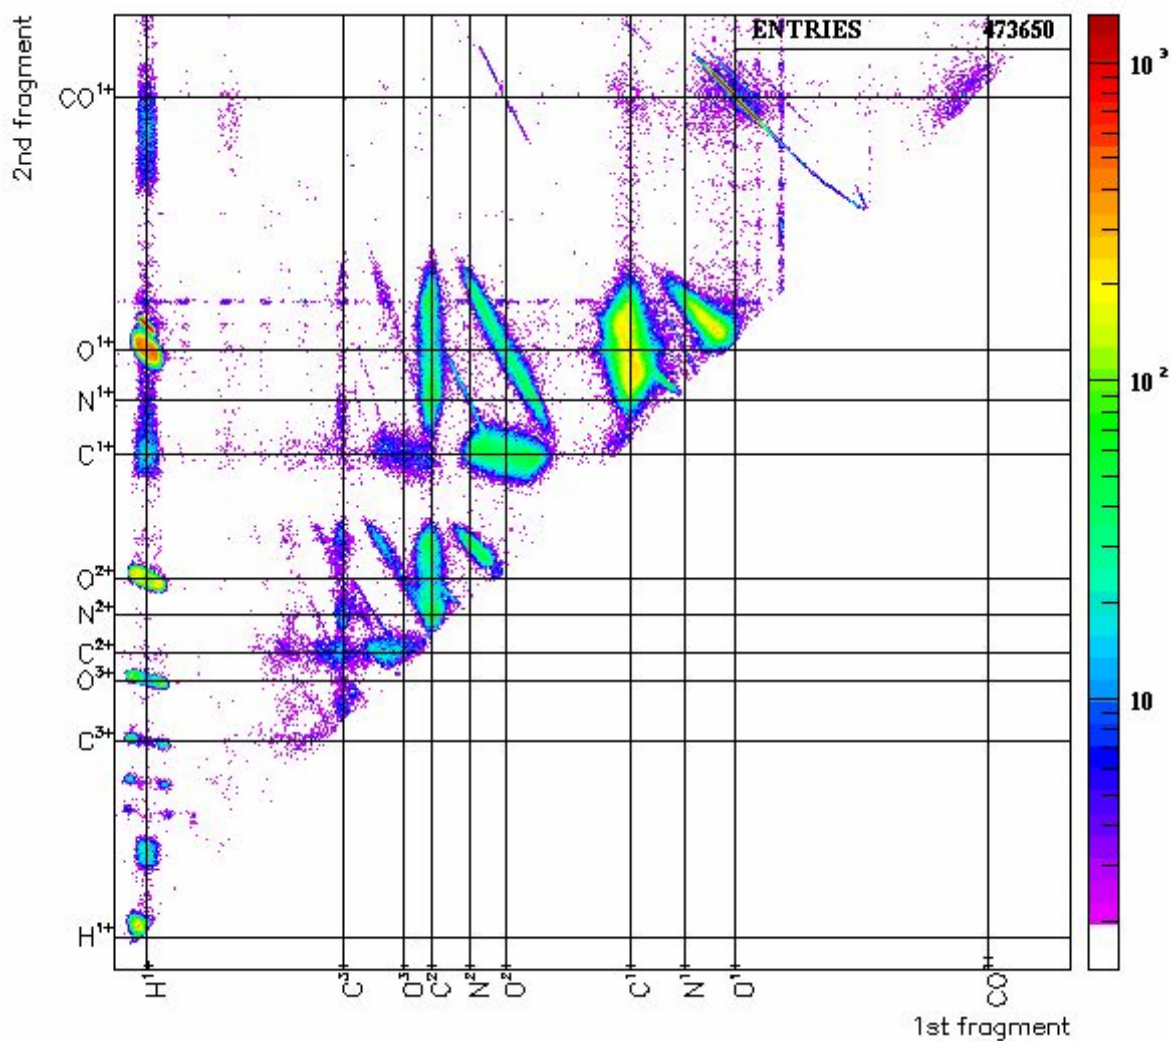 ENTRIES 473650
2nd fragment
CO¹⁺
O¹⁺
N¹⁺
C¹⁺
O²⁺
N²⁺
C²⁺
O³⁺
C³⁺
H¹⁺
H¹⁺
C³⁺
O³⁺
C²⁺
N²⁺
O²⁺
C¹⁺
N¹⁺
O¹⁺
CO¹⁺
1st fragment
10³
10²
10